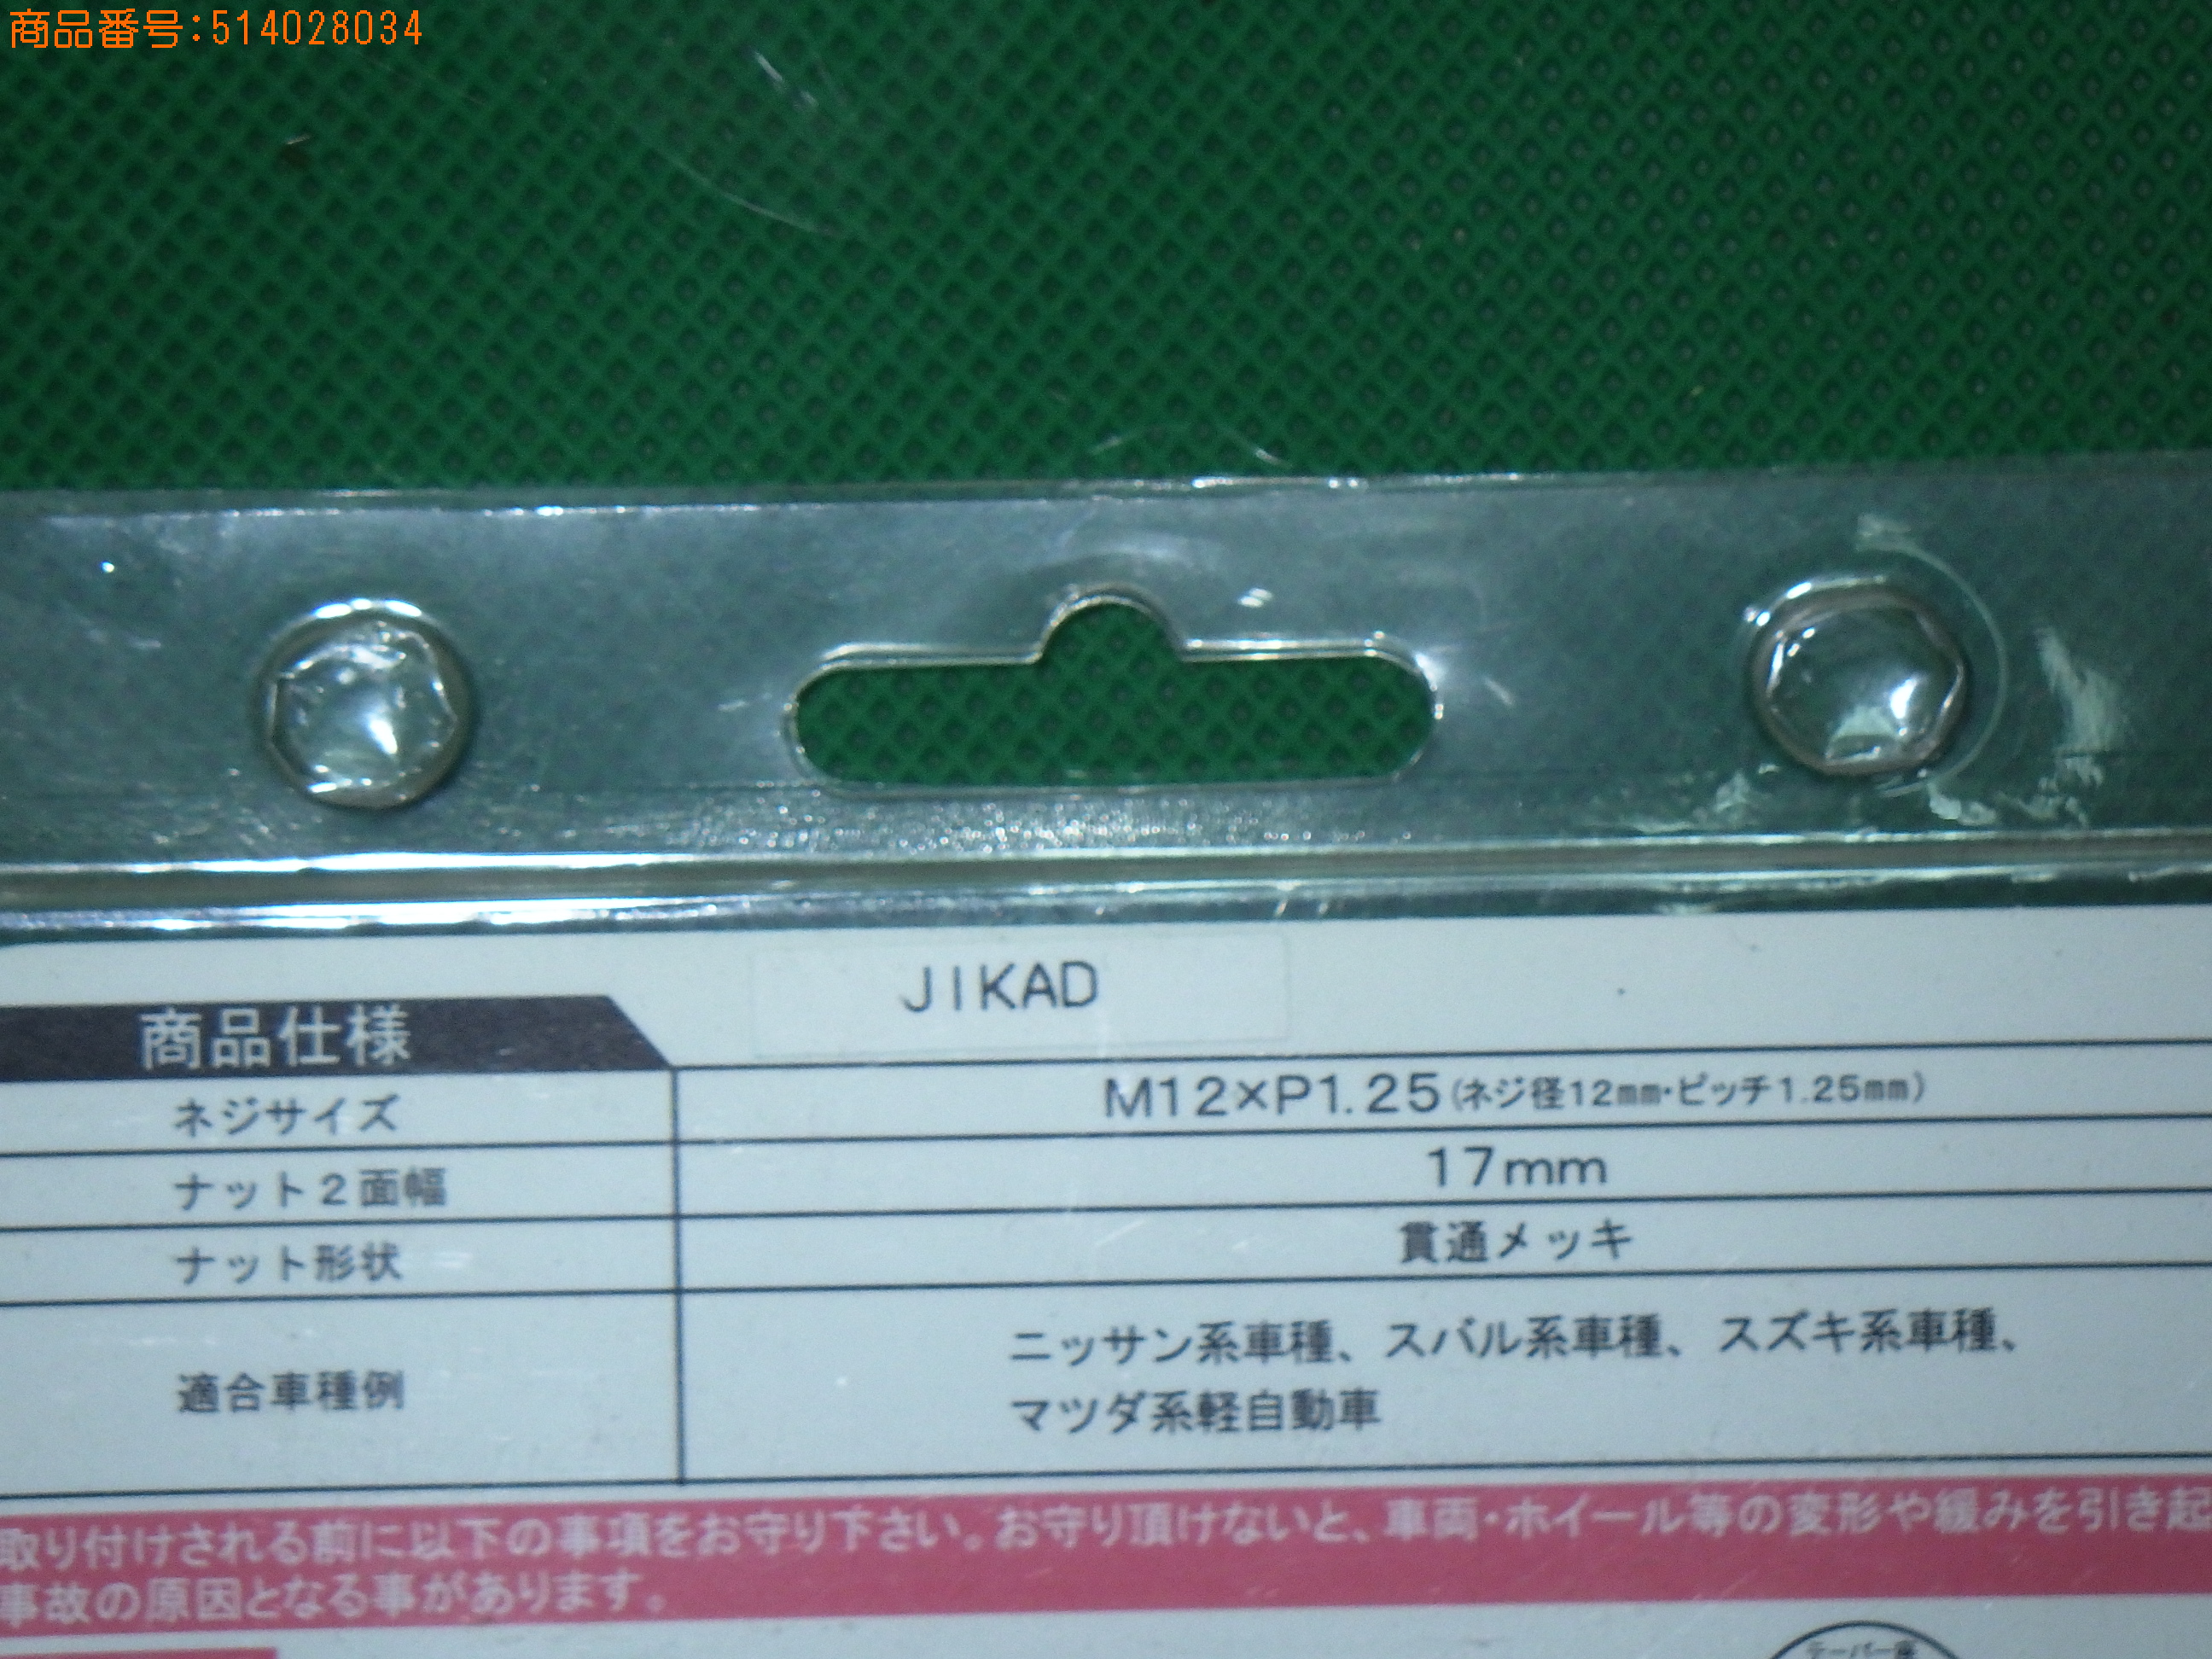 商品番号:514028034
JIKAD
商品仕様
ネジサイズ M12×P1.25(ネジ径12mm・ピッチ1.25mm)
ナット2面幅 17mm
ナット形状 貫通メッキ
適合車種例 ニッサン系車種、スバル系車種、スズキ系車種、
マツダ系軽自動車
取り付けされる前に以下の事項をお守り下さい。お守り頂けないと、車両・ホイール等の変形や緩みを引き起
事故の原因となる事があります。
テーパー座